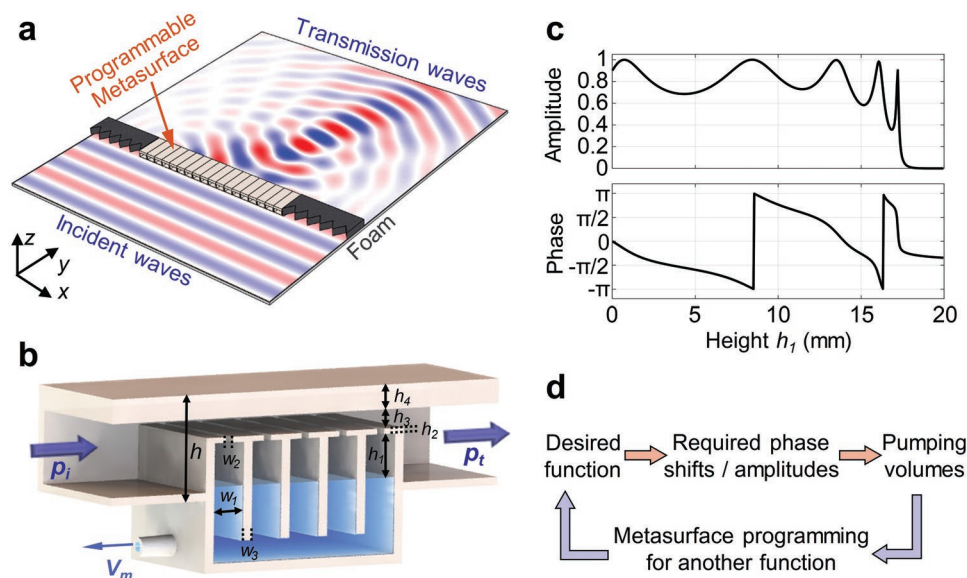 a
Programmable
Metasurface
Transmission waves
Incident waves
Foam
z
y
x
b
h
h4
h3
h2
h1
w2
w1
w3
pi
pt
Vm
c
Amplitude
1
0.8
0.6
0.4
0.2
0
Phase
π
π/2
0
-π/2
-π
0
5
10
15
20
Height h1 (mm)
d
Desired
function
Required phase
shifts / amplitudes
Pumping
volumes
Metasurface programming
for another function